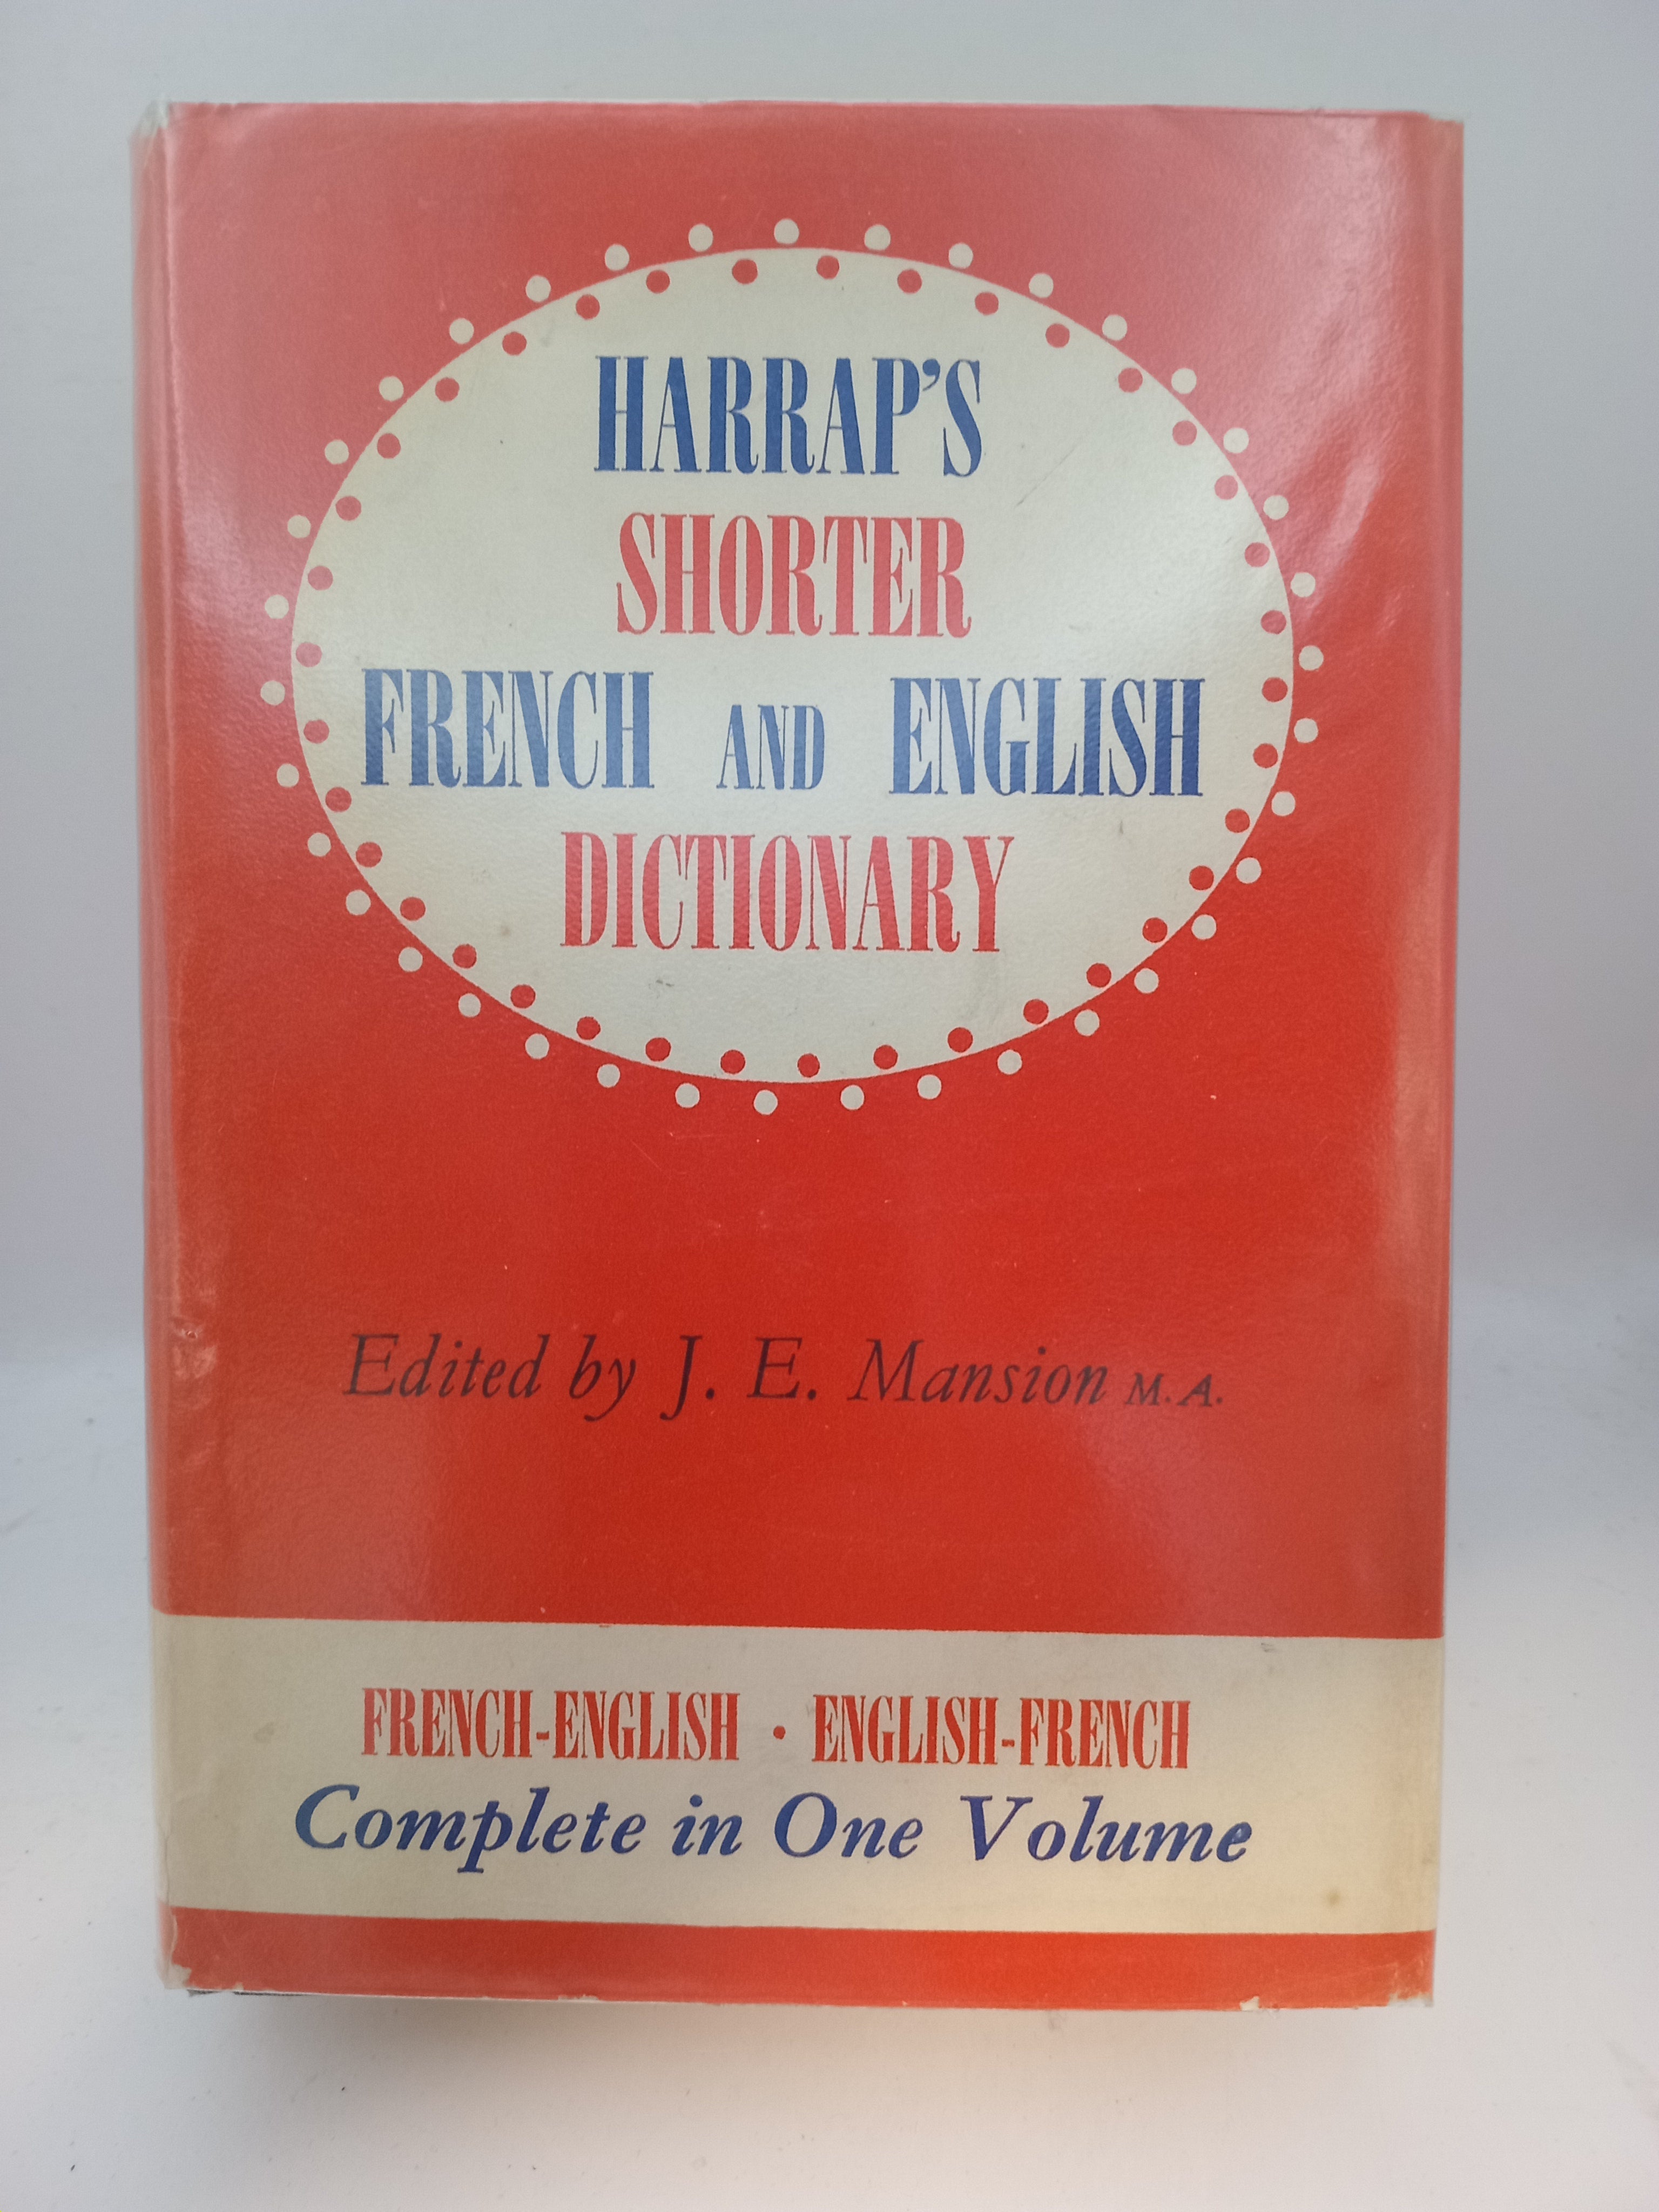 HARRAP'S
SHORTER
FRENCH AND ENGLISH
DICTIONARY
Edited by J. E. Mansion M.A.
FRENCH-ENGLISH · ENGLISH-FRENCH
Complete in One Volume